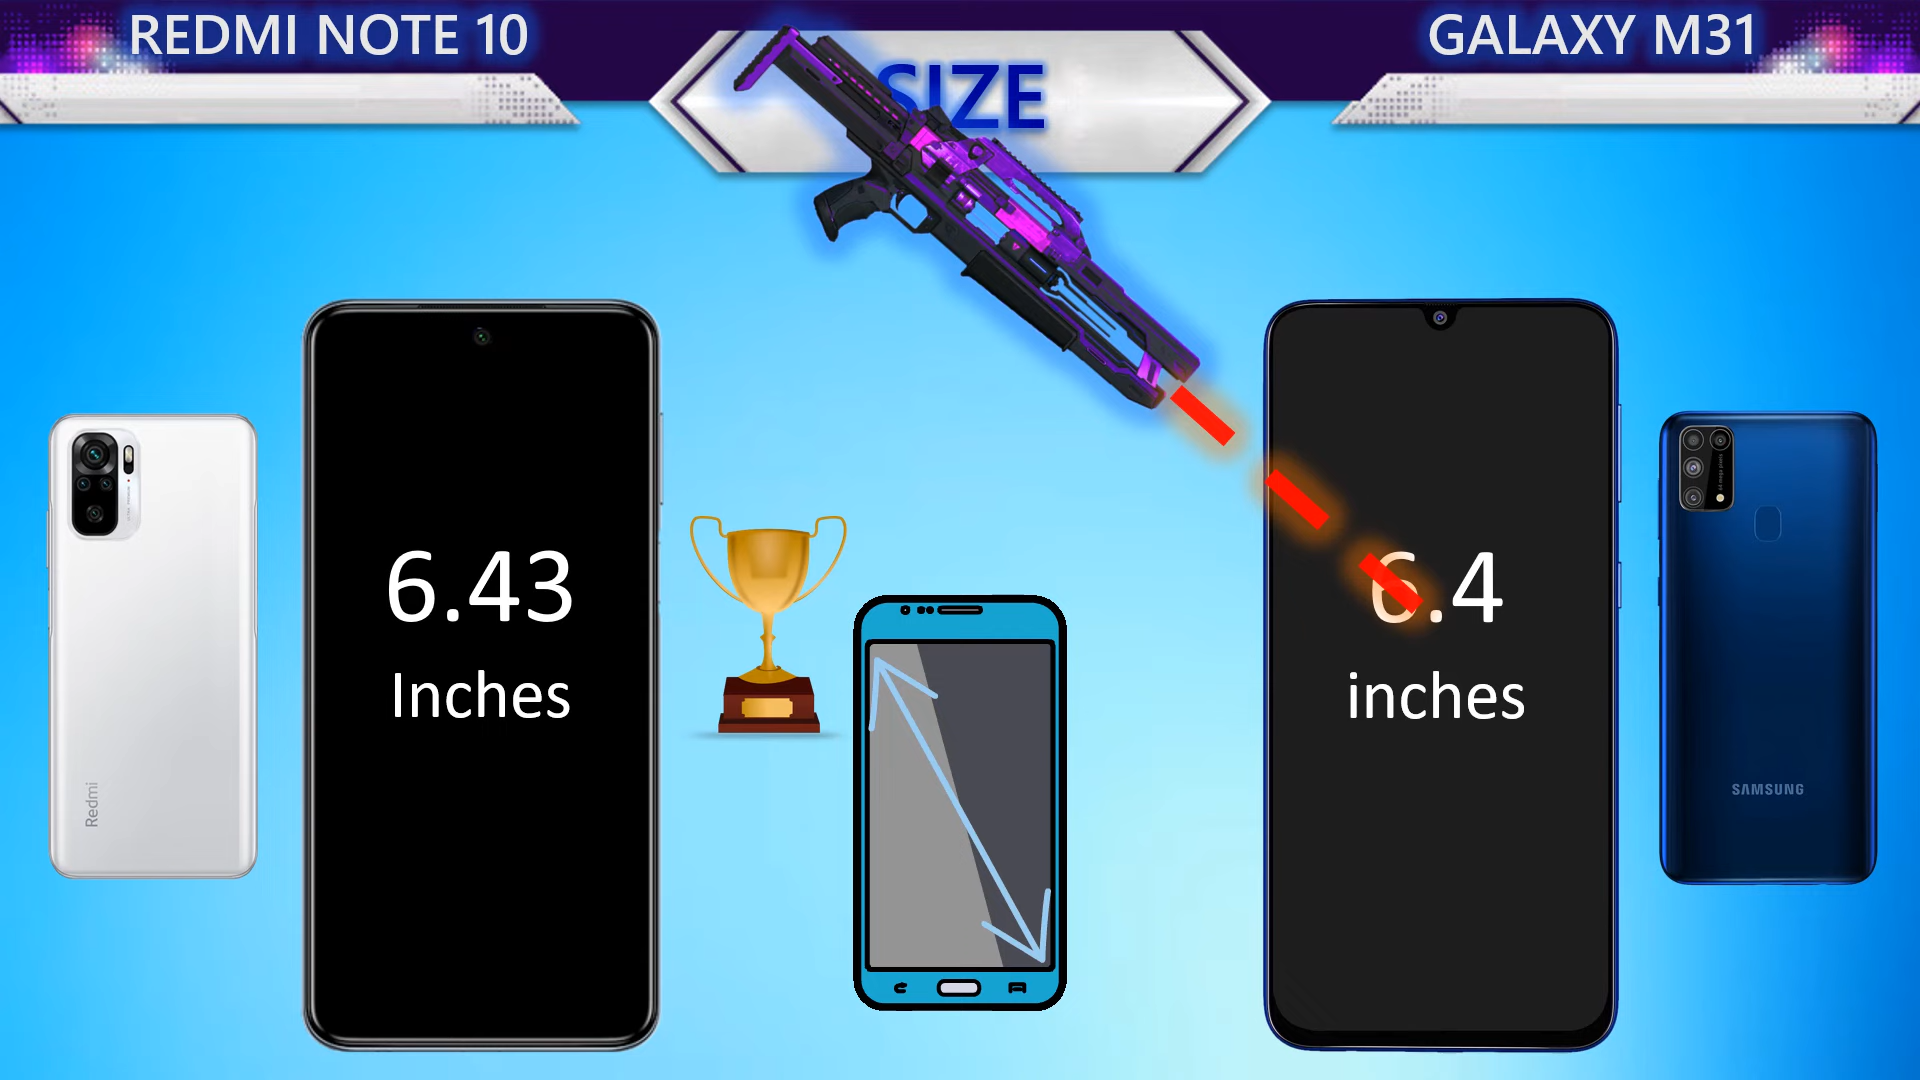 REDMI NOTE 10
SIZE
GALAXY M31
6.43
Inches
6.4
inches
Redmi
SAMSUNG